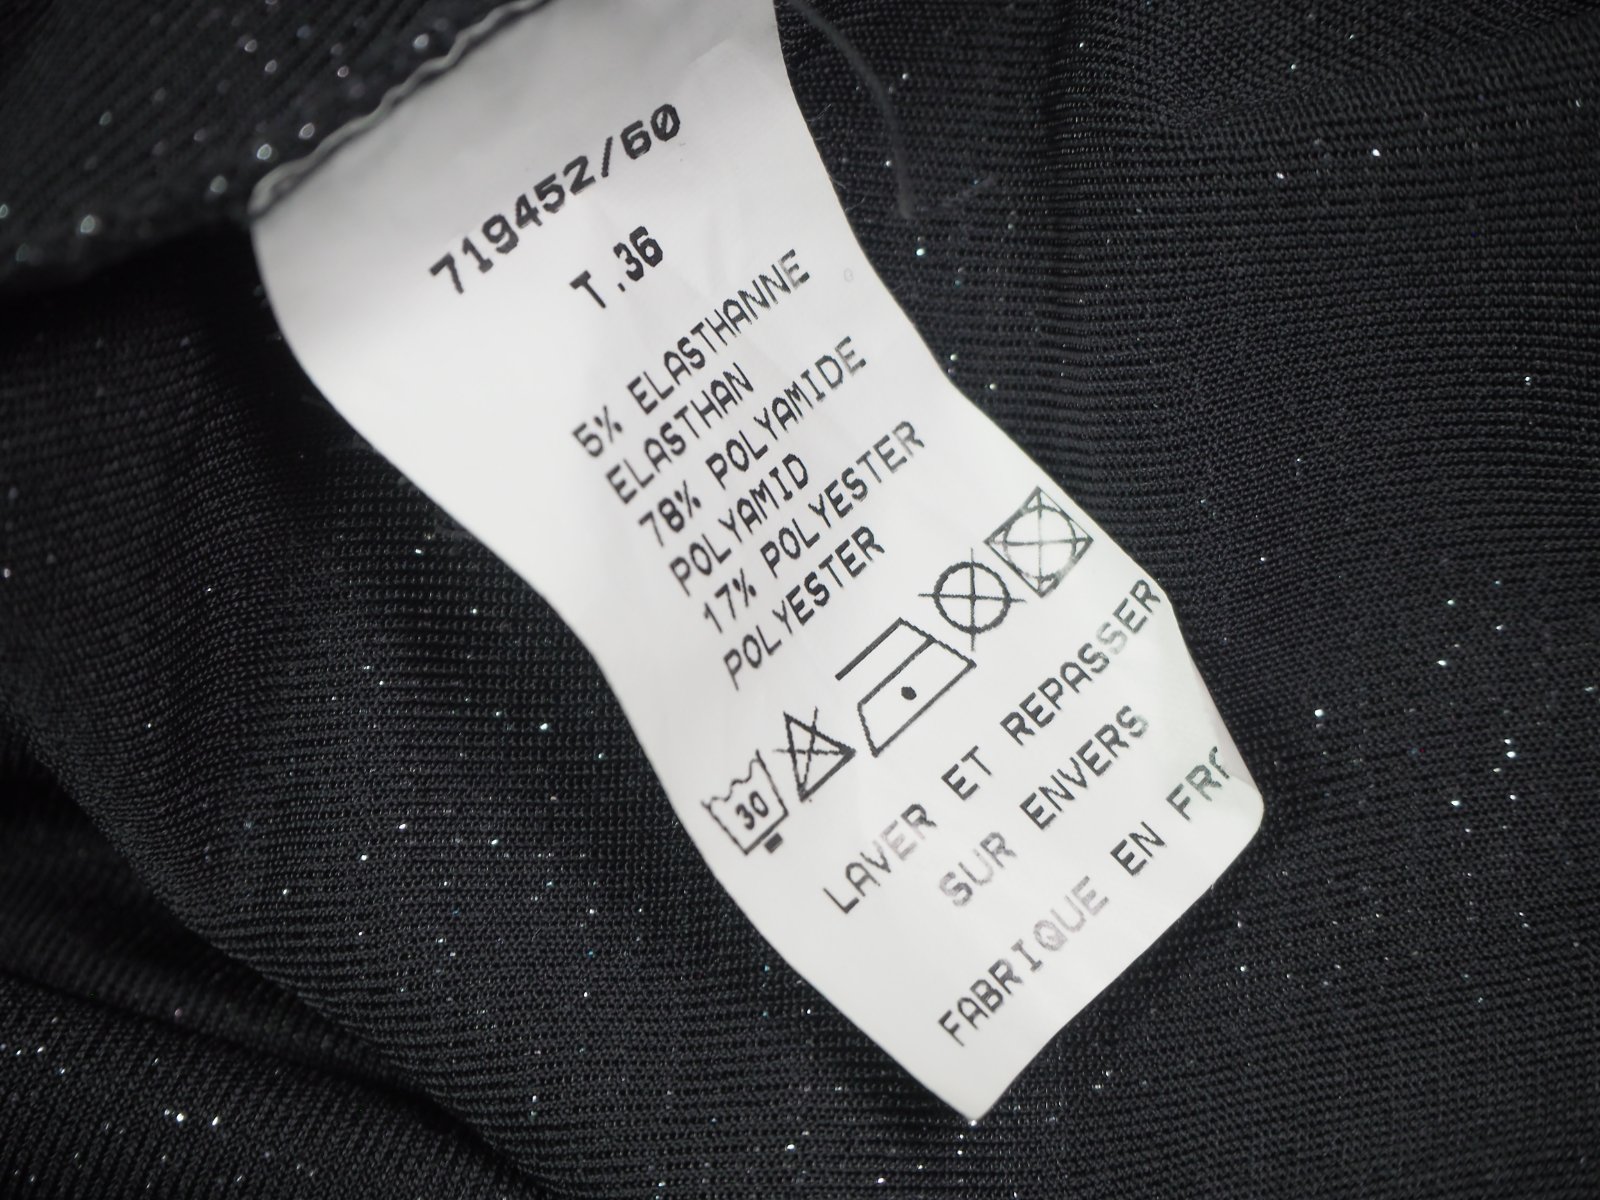 719452/60
T.36
5% ELASTHANNE
ELASTHAN
78% POLYAMIDE
POLYAMID
17% POLYESTER
POLYESTER
30
LAVER ET REPASSER
SUR ENVERS
FABRIQUE EN